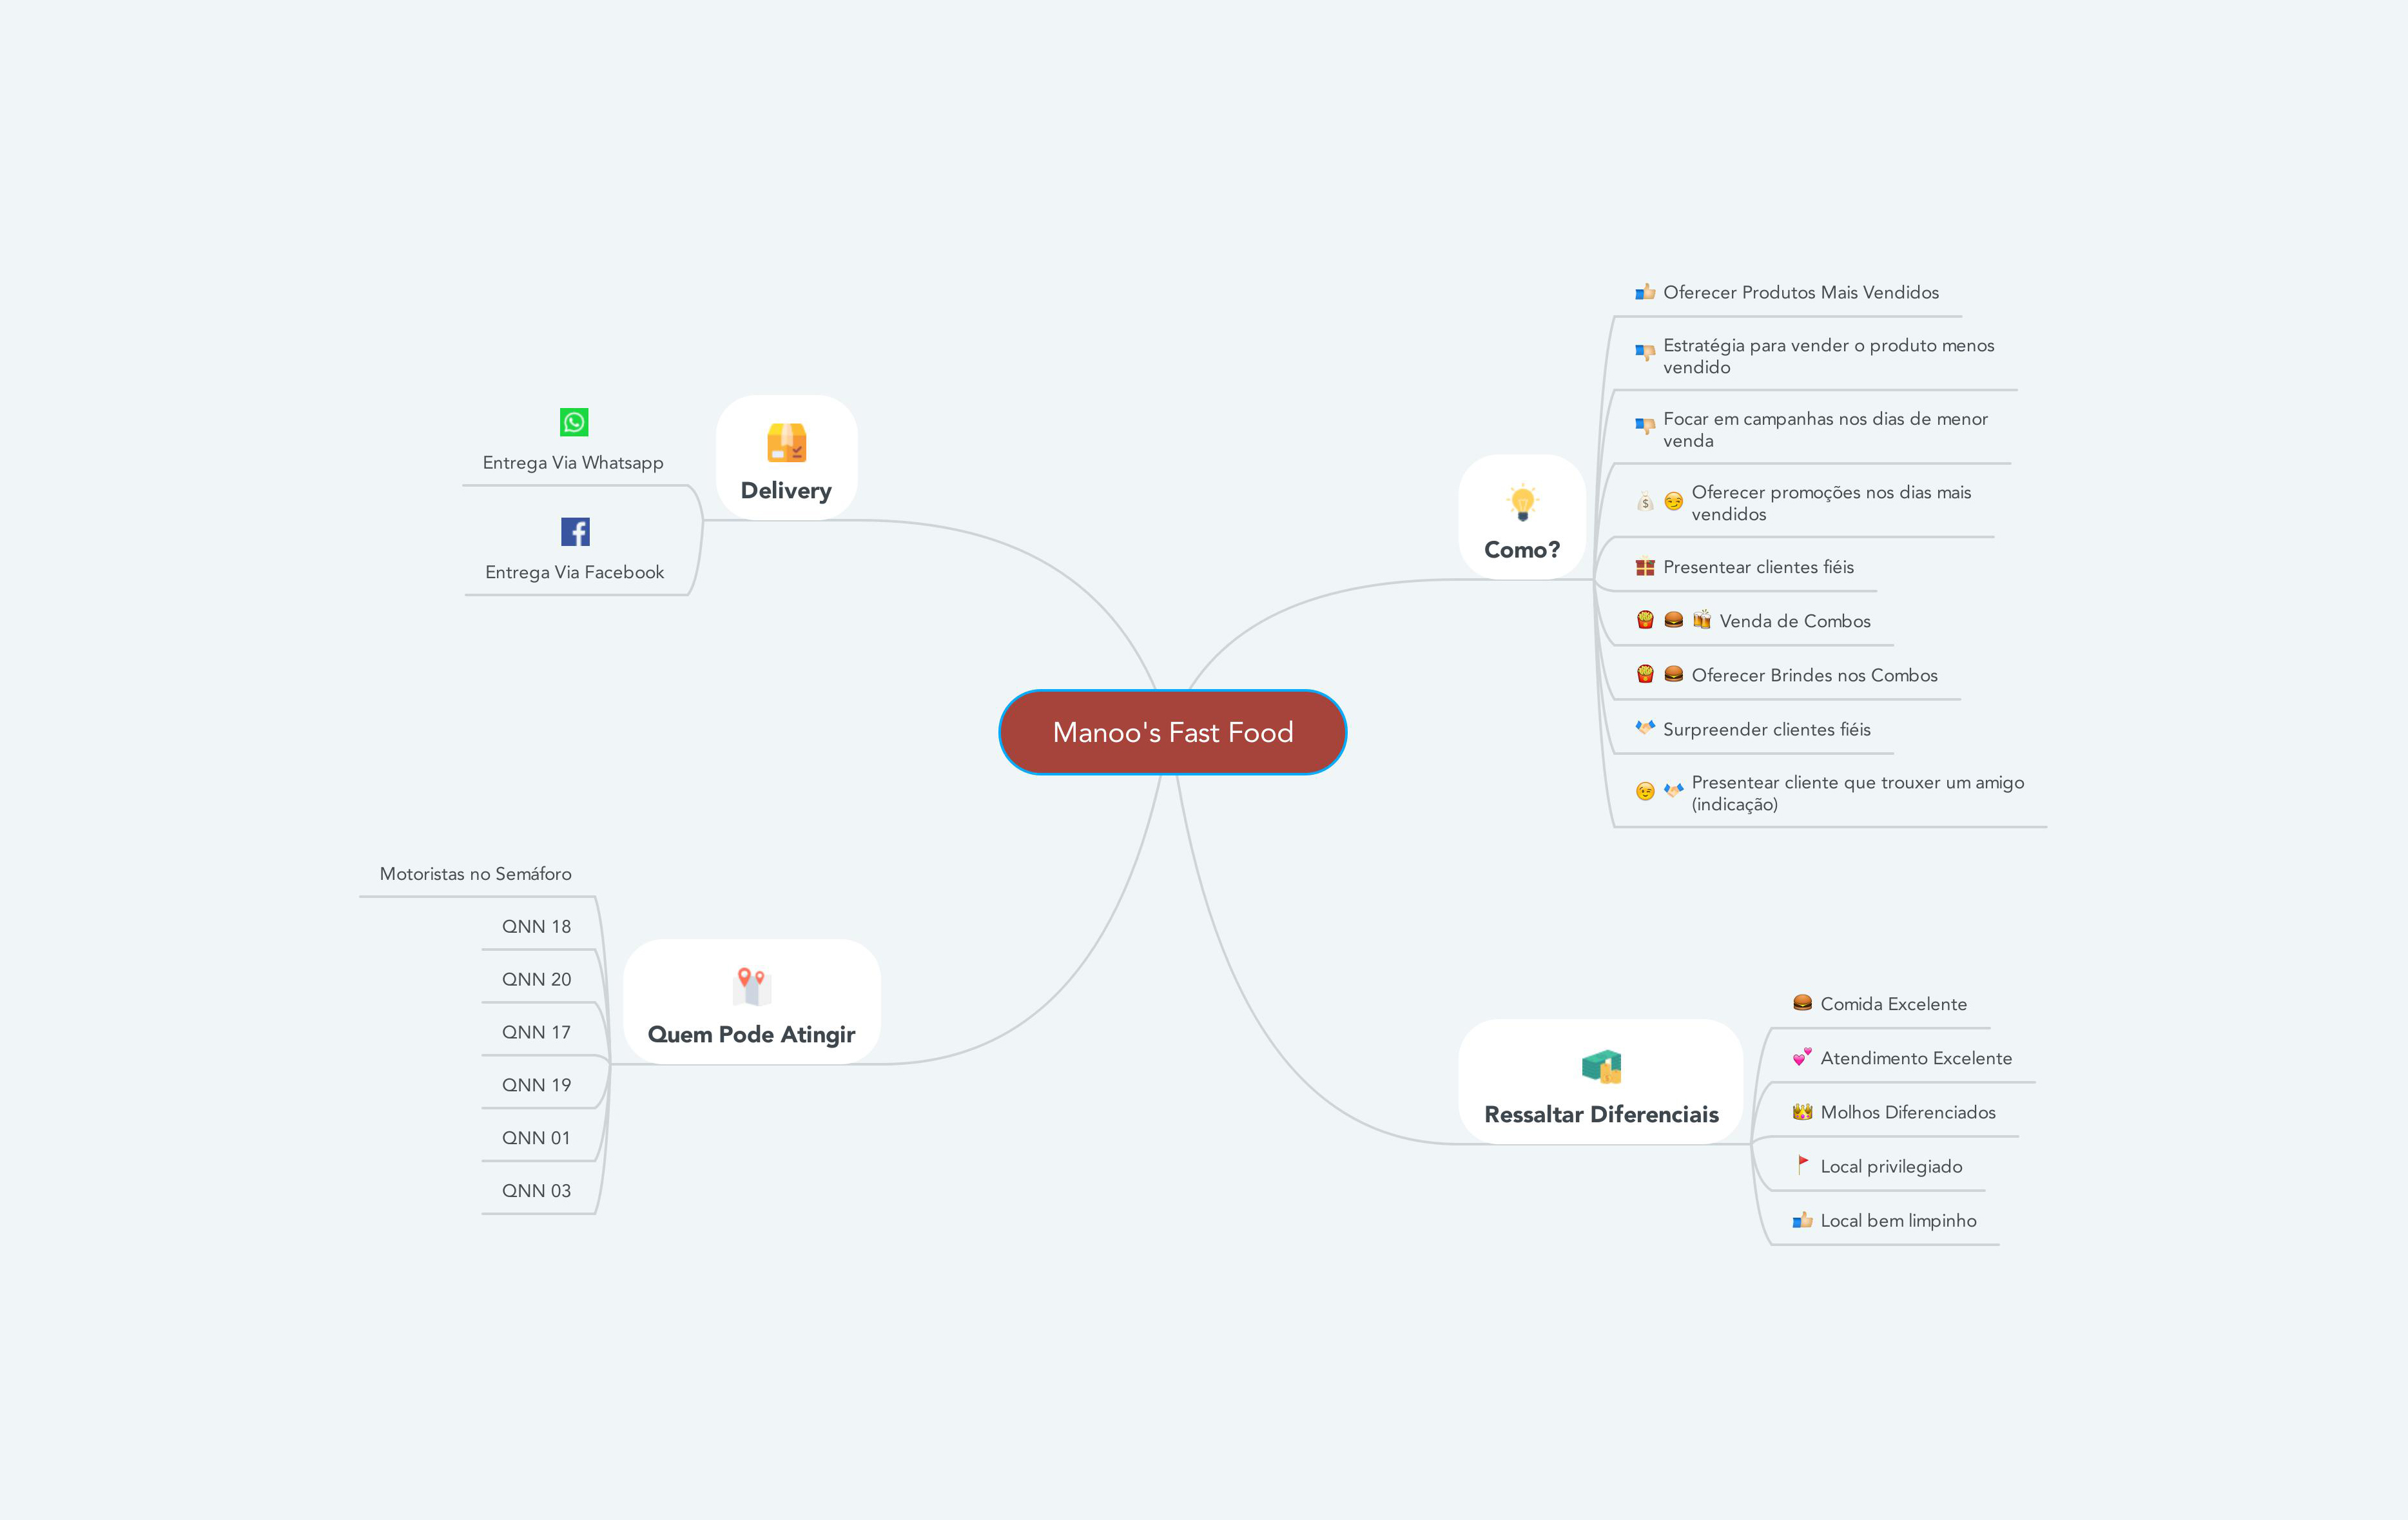 Manoo's Fast Food
Como?
Oferecer Produtos Mais Vendidos
Estratégia para vender o produto menos
vendido
Focar em campanhas nos dias de menor
venda
Oferecer promoções nos dias mais
vendidos
Presentear clientes fiéis
Venda de Combos
Oferecer Brindes nos Combos
Surpreender clientes fiéis
Presentear cliente que trouxer um amigo
(indicação)
Ressaltar Diferenciais
Comida Excelente
Atendimento Excelente
Molhos Diferenciados
Local privilegiado
Local bem limpinho
Delivery
Entrega Via Whatsapp
Entrega Via Facebook
Quem Pode Atingir
Motoristas no Semáforo
QNN 18
QNN 20
QNN 17
QNN 19
QNN 01
QNN 03